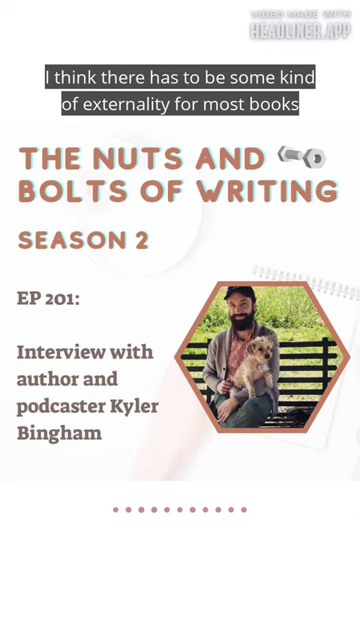 VIDEO MADE WITH
HEADLINER.APP
I think there has to be some kind
of externality for most books
THE NUTS AND
BOLTS OF WRITING
SEASON 2
EP 201:
Interview with
author and
podcaster Kyler
Bingham